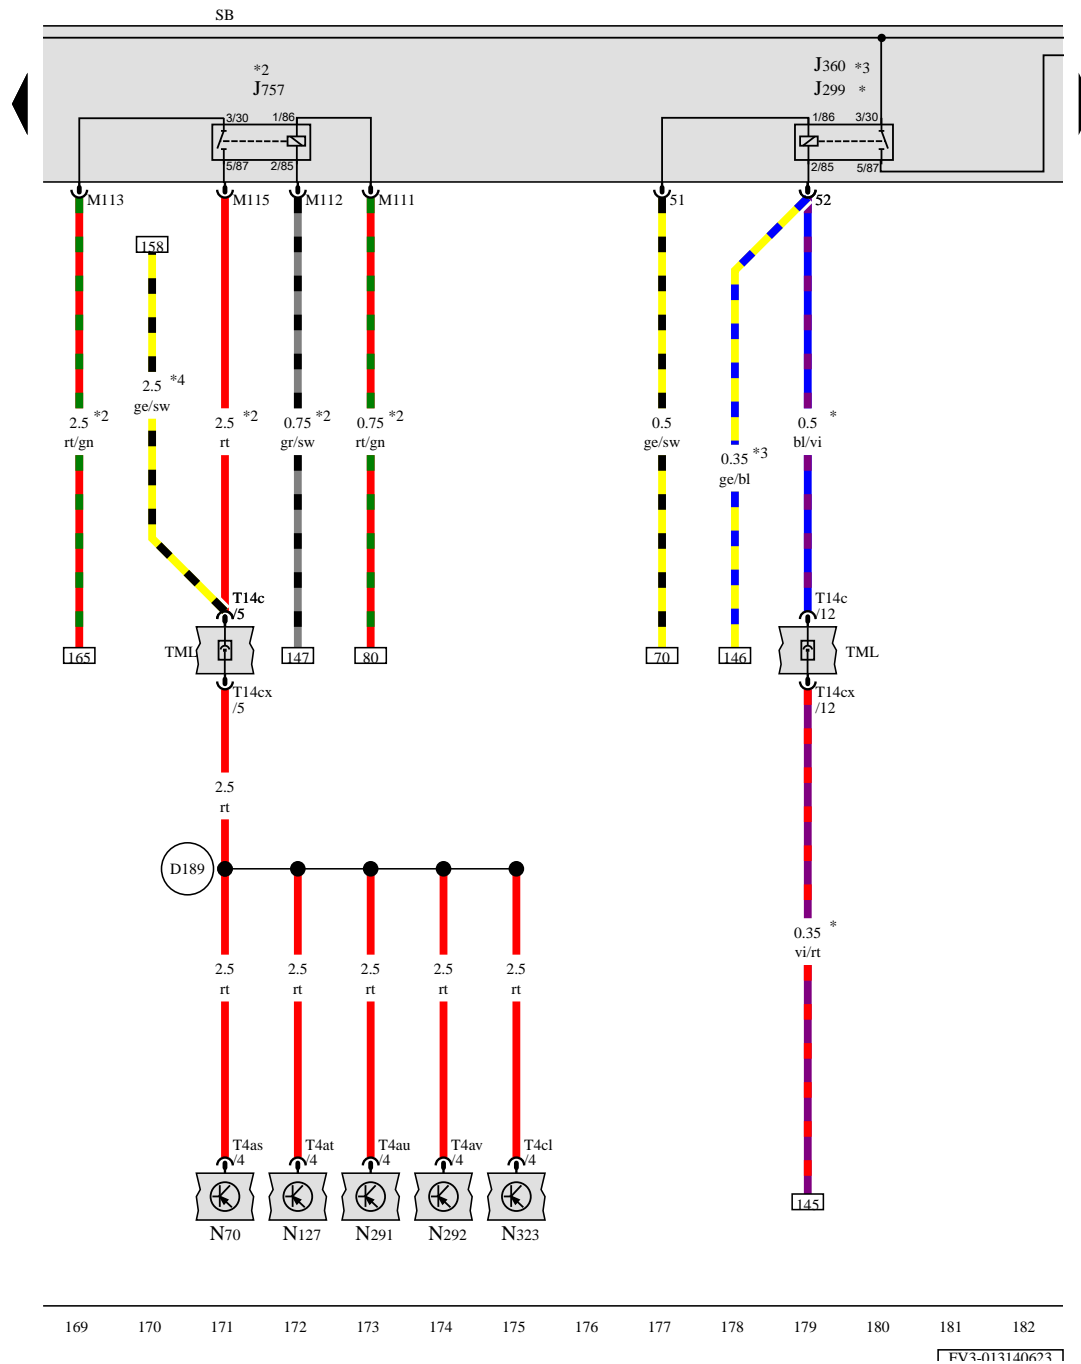 SB
*2
J757
J360 *3
J299 *
3/30 1/86
5/87 2/85
1/86 3/30
2/85 5/87
M113
M115
M112
M111
51
52
158
2.5 *4
ge/sw
2.5 *2
rt/gn
2.5 *2
rt
0.75 *2
gr/sw
0.75 *2
rt/gn
0.5
ge/sw
0.35 *3
ge/bl
0.5 *
bl/vi
T14c
/5
T14c
/12
165
TML
147
80
70
146
TML
T14cx
/5
T14cx
/12
2.5
rt
D189
0.35 *
vi/rt
2.5
rt
2.5
rt
2.5
rt
2.5
rt
2.5
rt
T4as
/4
T4at
/4
T4au
/4
T4av
/4
T4cl
/4
145
N70
N127
N291
N292
N323
169 170 171 172 173 174 175 176 177 178 179 180 181 182
FV3-013140623